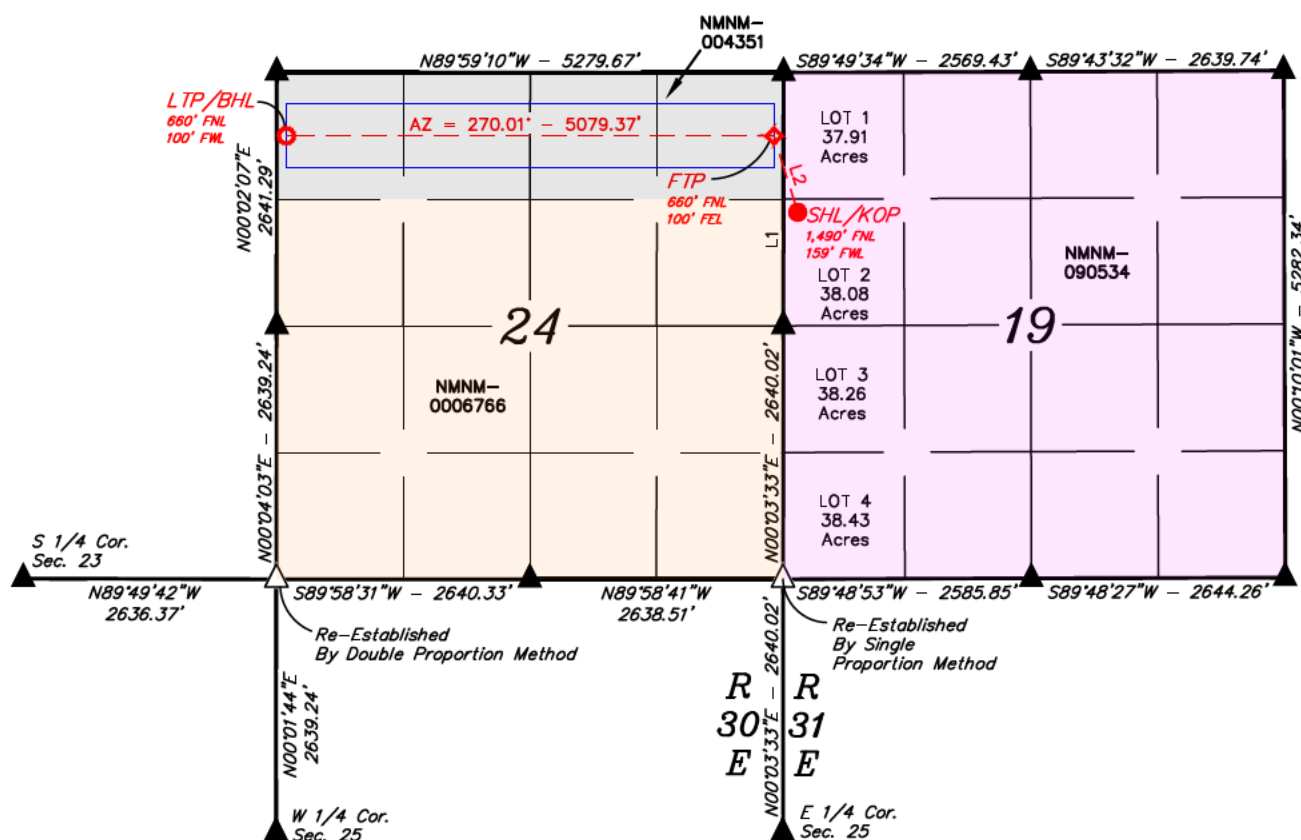 NMNM-
004351
N89°59'10"W - 5279.67'
S89°49'34"W - 2569.43'
S89°43'32"W - 2639.74'
LTP/BHL
660' FNL
100' FWL
AZ = 270.01° - 5079.37'
LOT 1
37.91
Acres
N00°02'07"E
2641.29'
FTP
660' FNL
100' FEL
L2
SHL/KOP
1,490' FNL
159' FWL
L1
NMNM-
090534
LOT 2
38.08
Acres
24
19
N00°10'01"W - 5282.34'
NMNM-
0006766
LOT 3
38.26
Acres
N00°04'03"E - 2639.24'
N00°03'33"E - 2640.02'
LOT 4
38.43
Acres
S 1/4 Cor.
Sec. 23
N89°49'42"W
2636.37'
S89°58'31"W - 2640.33'
N89°58'41"W
2638.51'
S89°48'53"W - 2585.85'
S89°48'27"W - 2644.26'
Re-Established
By Double Proportion Method
Re-Established
By Single
Proportion Method
N00°01'44"E
2639.24'
N00°03'33"E - 2640.02'
R R
30 31
E E
W 1/4 Cor.
Sec. 25
E 1/4 Cor.
Sec. 25